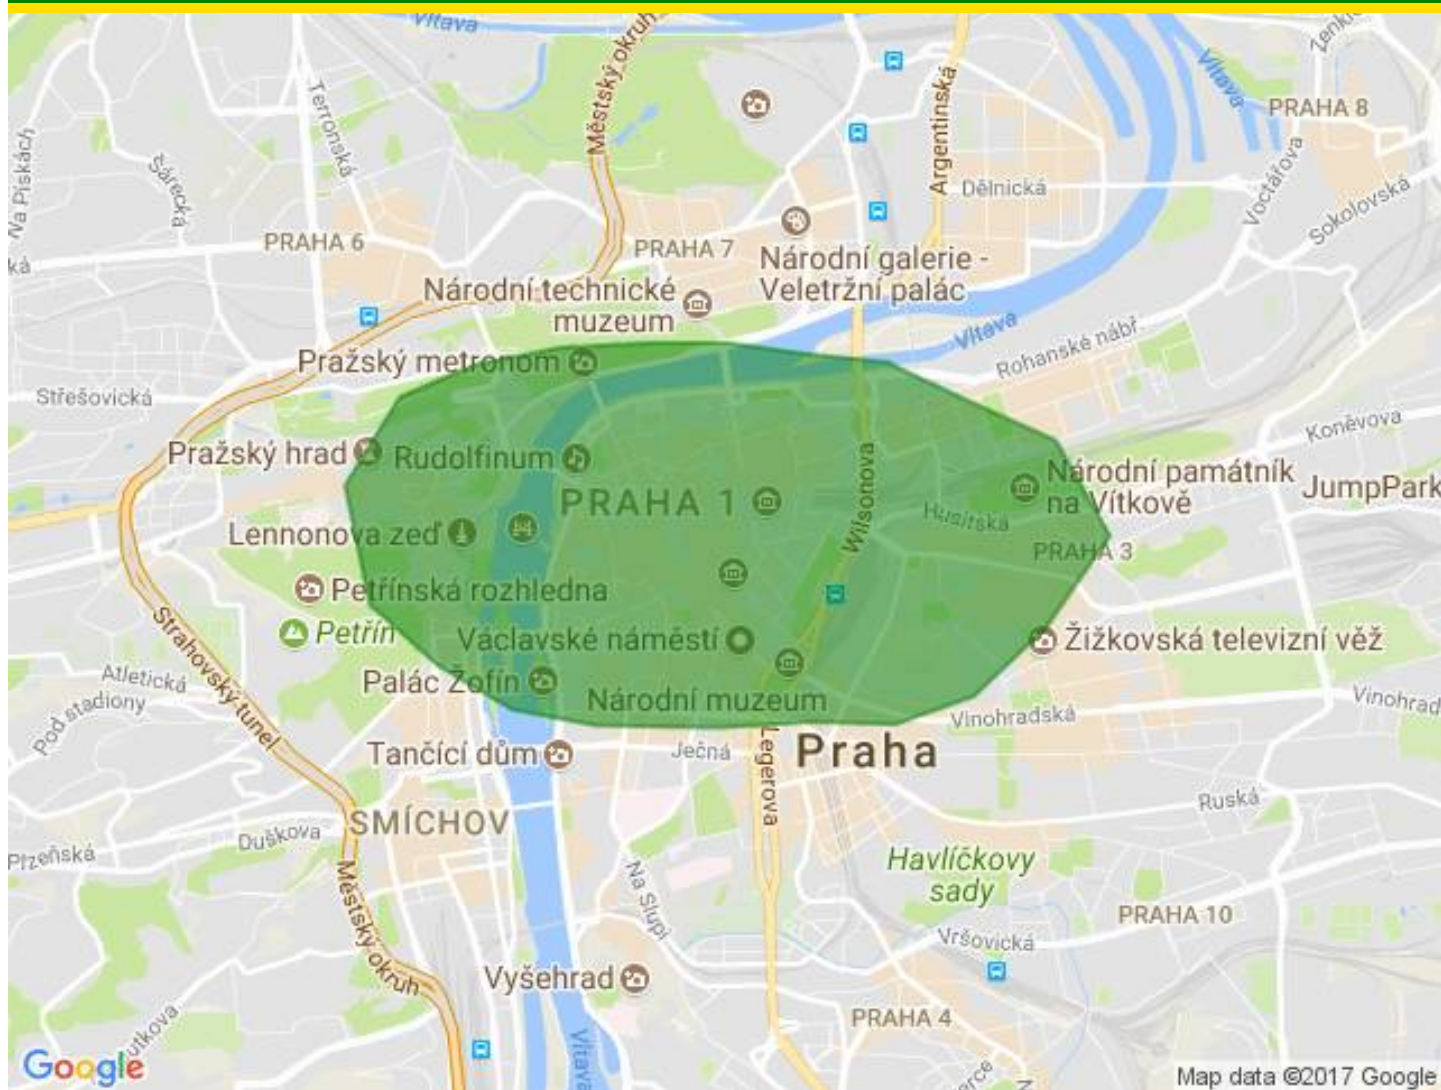 Vltava
Městský okruh
Zenkl
Vltava
PRAHA 8
Terronská
Argentinská
Na Pískách
Šárecká
Dělnická
Voctářova
Sokolovská
PRAHA 6
PRAHA 7
Národní galerie -
Veletržní palác
ká
Národní technické
muzeum
Vltava
Rohanské nábř
Pražský metronom
Střešovická
Koněvova
Pražský hrad
Rudolfinum
Wilsonova
Národní památník
na Vítkově
JumpPark
PRAHA 1
Husitská
Lennonova zeď
PRAHA 3
Petřínská rozhledna
Petřín
Václavské náměstí
Žižkovská televizní věž
Strahovský tunel
Atletická
Palác Žofín
Národní muzeum
Vinohradská
Vinohrad
Pod stadiony
Tančící dům
Ječná
Legerova
Praha
SMÍCHOV
Ruská
Duškova
Plzeňská
Havlíčkovy
sady
Městský okruh
Na Slupi
PRAHA 10
Vršovická
Vyšehrad
PRAHA 4
utkova
Vltava
Google
Map data ©2017 Google